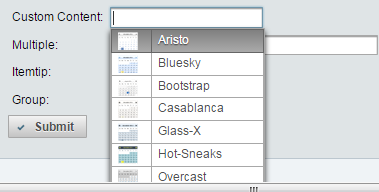 Custom Content:
Aristo
Multiple:
Bluesky
Itemtip:
Bootstrap
Group:
Casablanca
Submit
Glass-X
Hot-Sneaks
Overcast